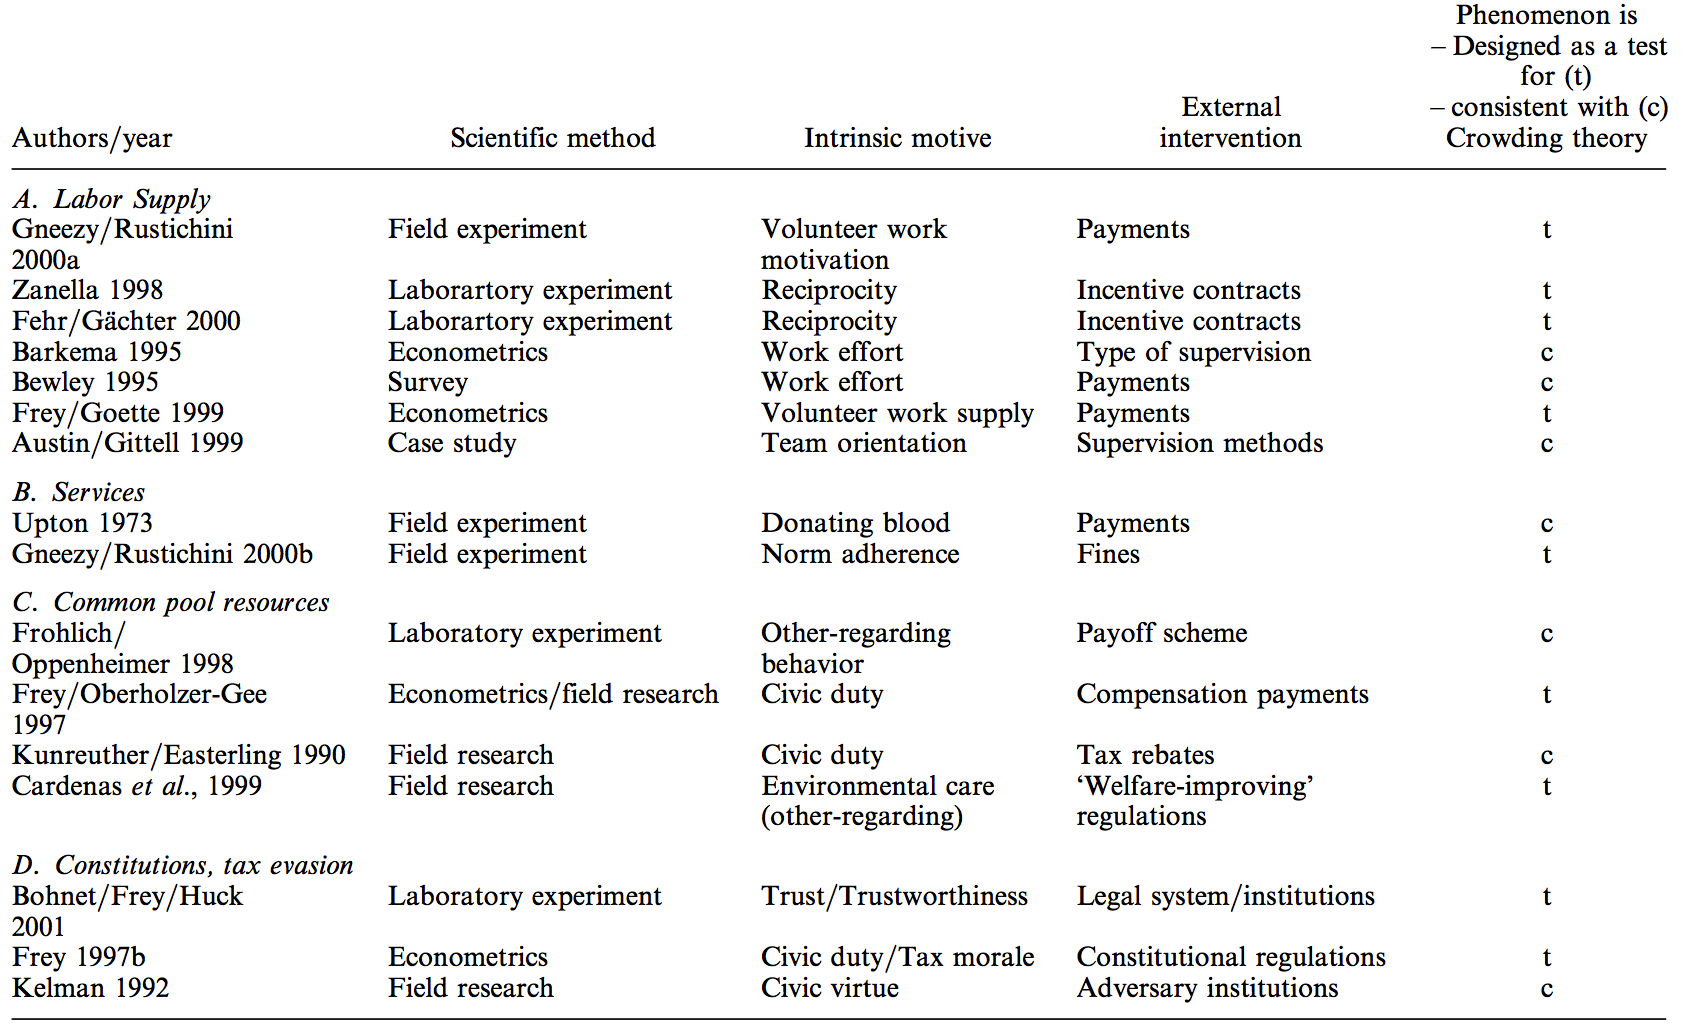 Phenomenon is
– Designed as a test
for (t)
External – consistent with (c)
Authors/year Scientific method Intrinsic motive intervention Crowding theory
A. Labor Supply
Gneezy/Rustichini Field experiment Volunteer work Payments t
2000a motivation
Zanella 1998 Laborartory experiment Reciprocity Incentive contracts t
Fehr/Gächter 2000 Laborartory experiment Reciprocity Incentive contracts t
Barkema 1995 Econometrics Work effort Type of supervision c
Bewley 1995 Survey Work effort Payments c
Frey/Goette 1999 Econometrics Volunteer work supply Payments t
Austin/Gittell 1999 Case study Team orientation Supervision methods c
B. Services
Upton 1973 Field experiment Donating blood Payments c
Gneezy/Rustichini 2000b Field experiment Norm adherence Fines t
C. Common pool resources
Frohlich/ Laboratory experiment Other-regarding Payoff scheme c
Oppenheimer 1998 behavior
Frey/Oberholzer-Gee Econometrics/field research Civic duty Compensation payments t
1997
Kunreuther/Easterling 1990 Field research Civic duty Tax rebates c
Cardenas et al., 1999 Field research Environmental care ‘Welfare-improving’ t
(other-regarding) regulations
D. Constitutions, tax evasion
Bohnet/Frey/Huck Laboratory experiment Trust/Trustworthiness Legal system/institutions t
2001
Frey 1997b Econometrics Civic duty/Tax morale Constitutional regulations t
Kelman 1992 Field research Civic virtue Adversary institutions c